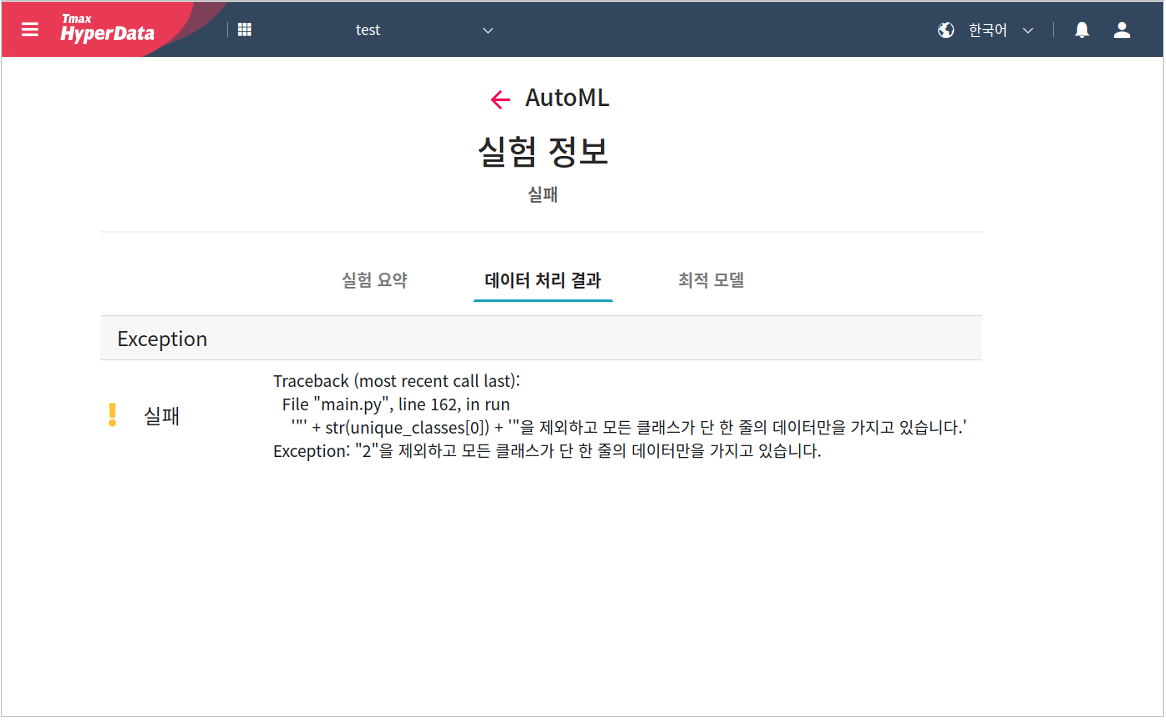 Tmax
HyperData
test
한국어
AutoML
실험 정보
실패
실험 요약
데이터 처리 결과
최적 모델
Exception
실패
Traceback (most recent call last):
File "main.py", line 162, in run
'"' + str(unique_classes[0]) + '"을 제외하고 모든 클래스가 단 한 줄의 데이터만을 가지고 있습니다.'
Exception: "2"을 제외하고 모든 클래스가 단 한 줄의 데이터만을 가지고 있습니다.